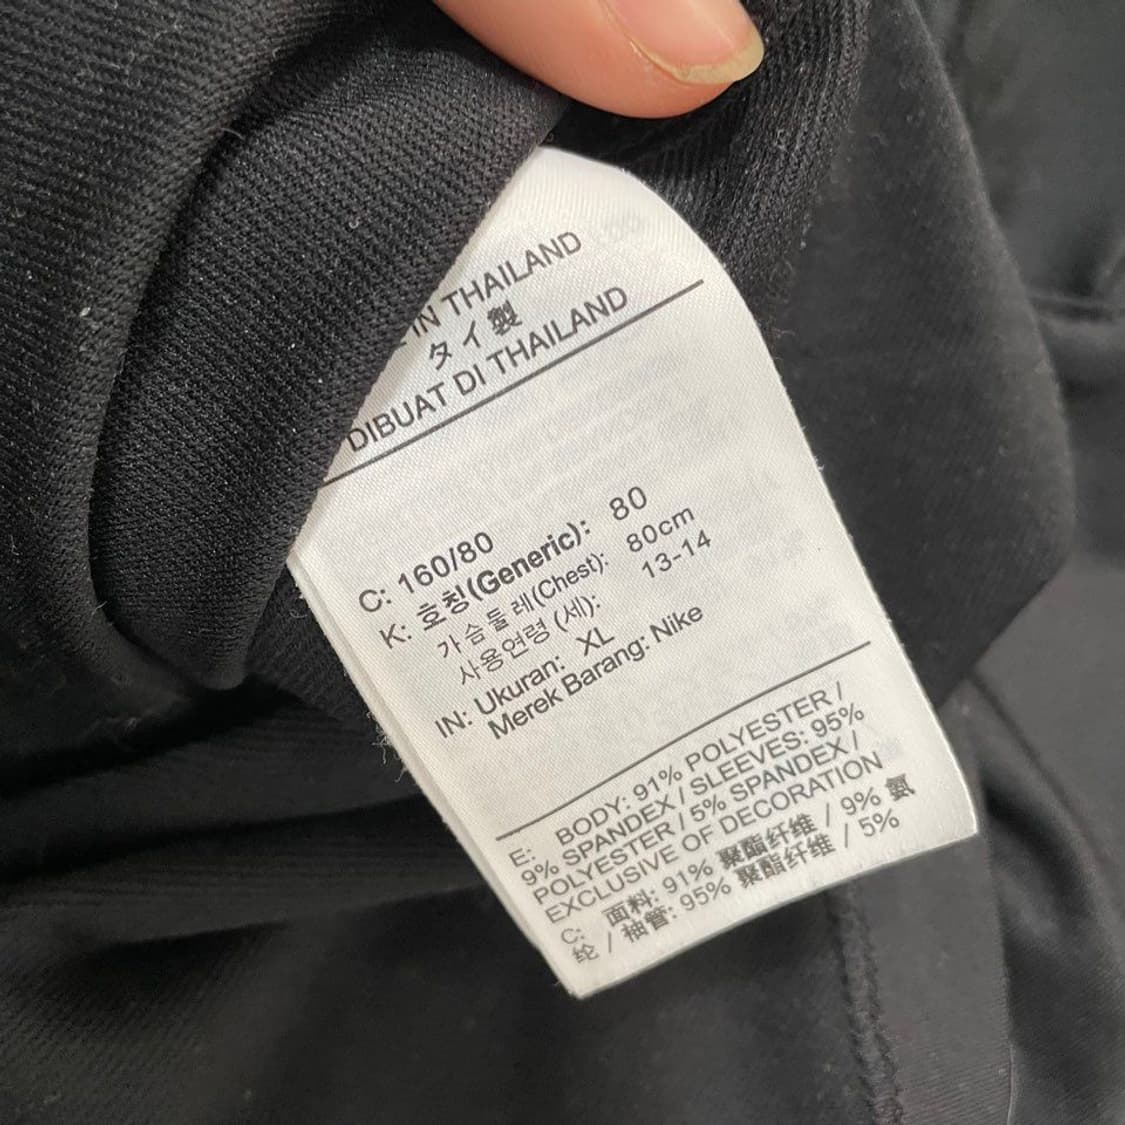 IN THAILAND
タイ製
DIBUAT DI THAILAND
C: 160/80
K: 호칭(Generic): 80
가슴둘레(Chest): 80cm
사용연령 (세): 13-14
IN: Ukuran: XL
Merek Barang: Nike
E: BODY: 91% POLYESTER /
9% SPANDEX / SLEEVES: 95%
POLYESTER / 5% SPANDEX /
EXCLUSIVE OF DECORATION
C: 面料: 91% 聚酯纤维 / 9% 氨
纶 / 袖管: 95% 聚酯纤维 / 5%